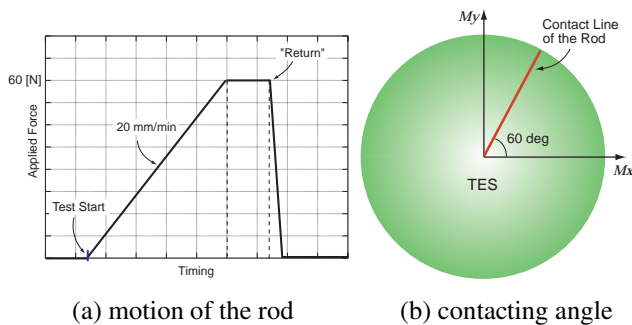 60 [N]
"Return"
20 mm/min
Applied Force
Test Start
Timing
(a) motion of the rod
My
Contact Line
of the Rod
60 deg
Mx
TES
(b) contacting angle